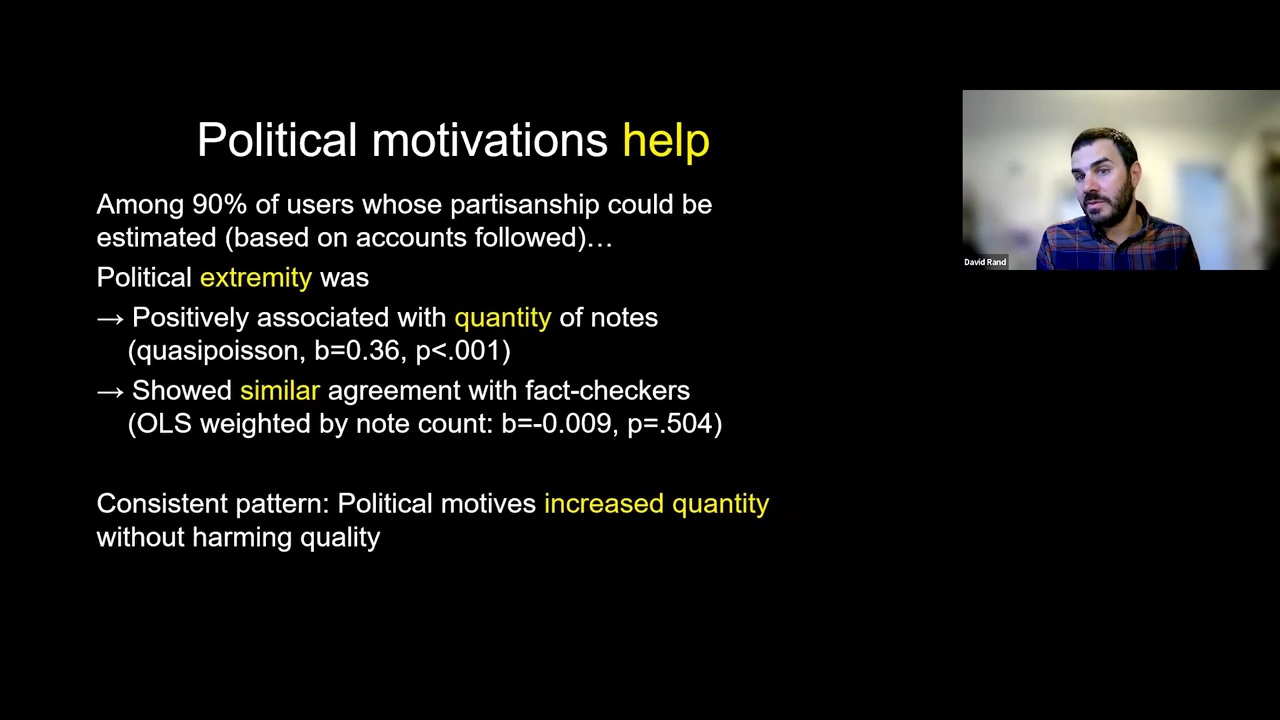 Political motivations help
Among 90% of users whose partisanship could be
estimated (based on accounts followed)…
Political extremity was
→ Positively associated with quantity of notes
(quasipoisson, b=0.36, p<.001)
→ Showed similar agreement with fact-checkers
(OLS weighted by note count: b=-0.009, p=.504)
Consistent pattern: Political motives increased quantity
without harming quality
David Rand